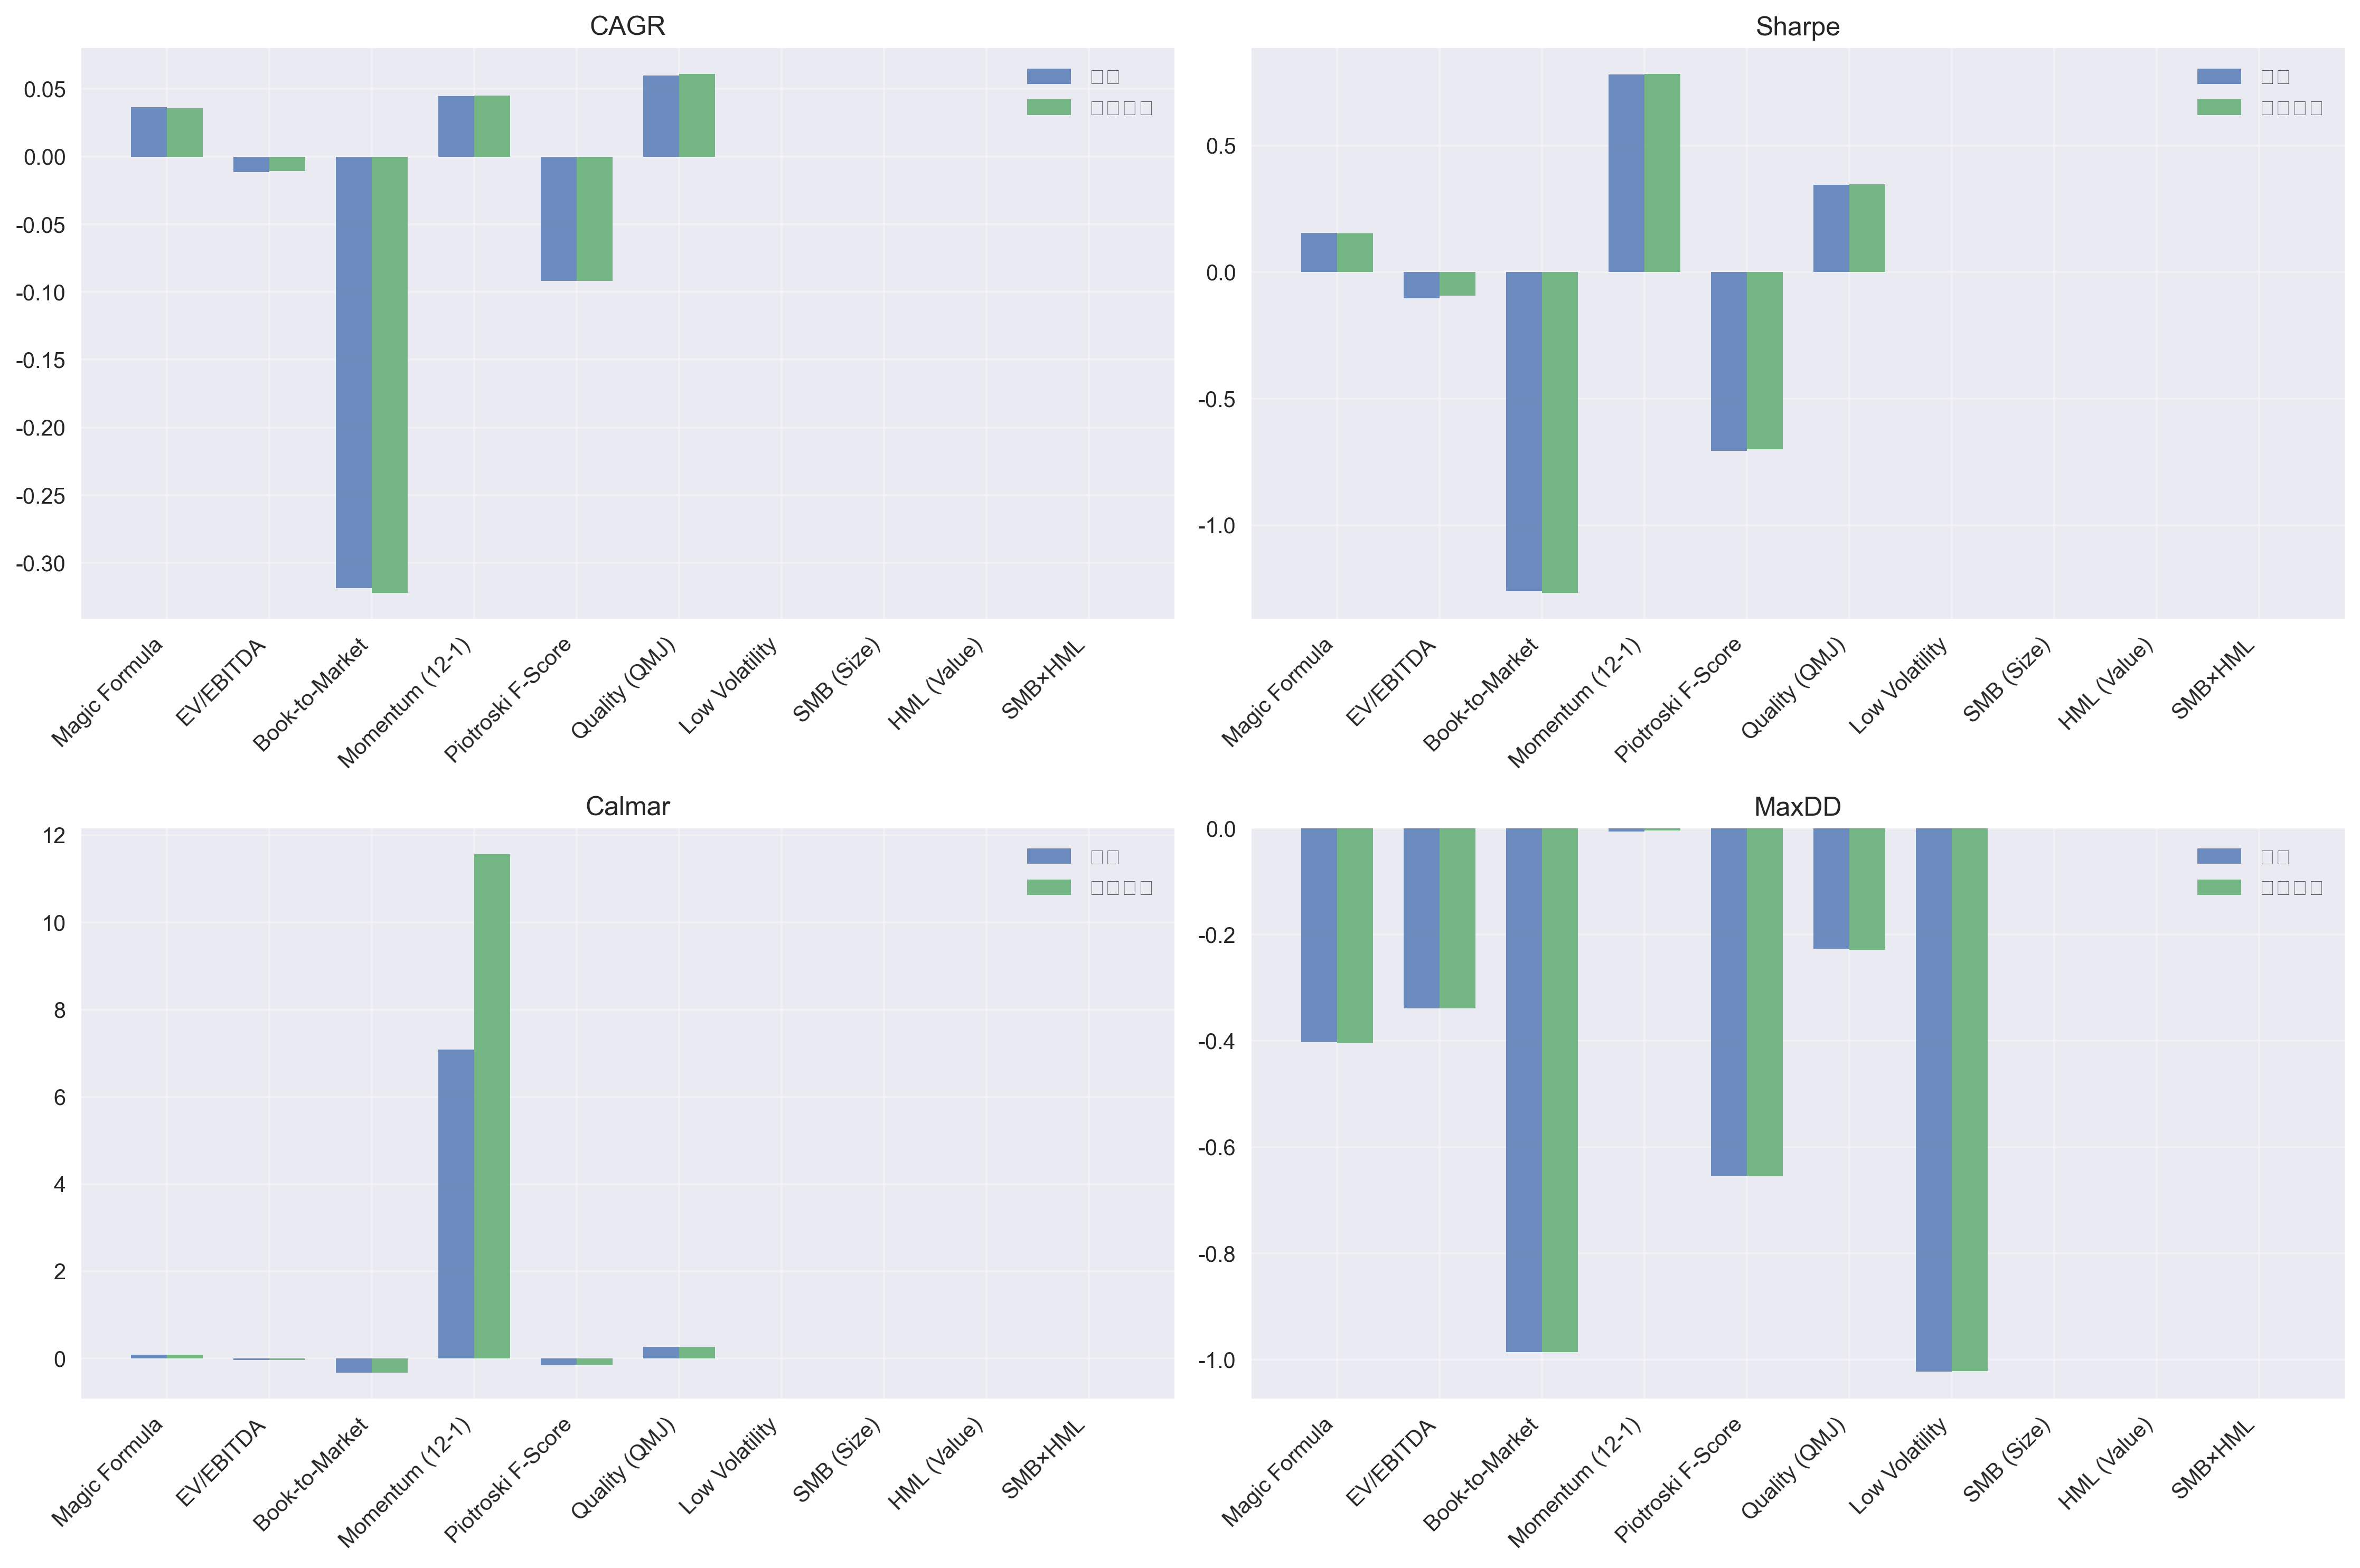 CAGR
0.05
0.00
-0.05
-0.10
-0.15
-0.20
-0.25
-0.30
Magic Formula
EV/EBITDA
Book-to-Market
Momentum (12-1)
Piotroski F-Score
Quality (QMJ)
Low Volatility
SMB (Size)
HML (Value)
SMB×HML
Sharpe
0.5
0.0
-0.5
-1.0
Magic Formula
EV/EBITDA
Book-to-Market
Momentum (12-1)
Piotroski F-Score
Quality (QMJ)
Low Volatility
SMB (Size)
HML (Value)
SMB×HML
Calmar
12
10
8
6
4
2
0
Magic Formula
EV/EBITDA
Book-to-Market
Momentum (12-1)
Piotroski F-Score
Quality (QMJ)
Low Volatility
SMB (Size)
HML (Value)
SMB×HML
MaxDD
0.0
-0.2
-0.4
-0.6
-0.8
-1.0
Magic Formula
EV/EBITDA
Book-to-Market
Momentum (12-1)
Piotroski F-Score
Quality (QMJ)
Low Volatility
SMB (Size)
HML (Value)
SMB×HML